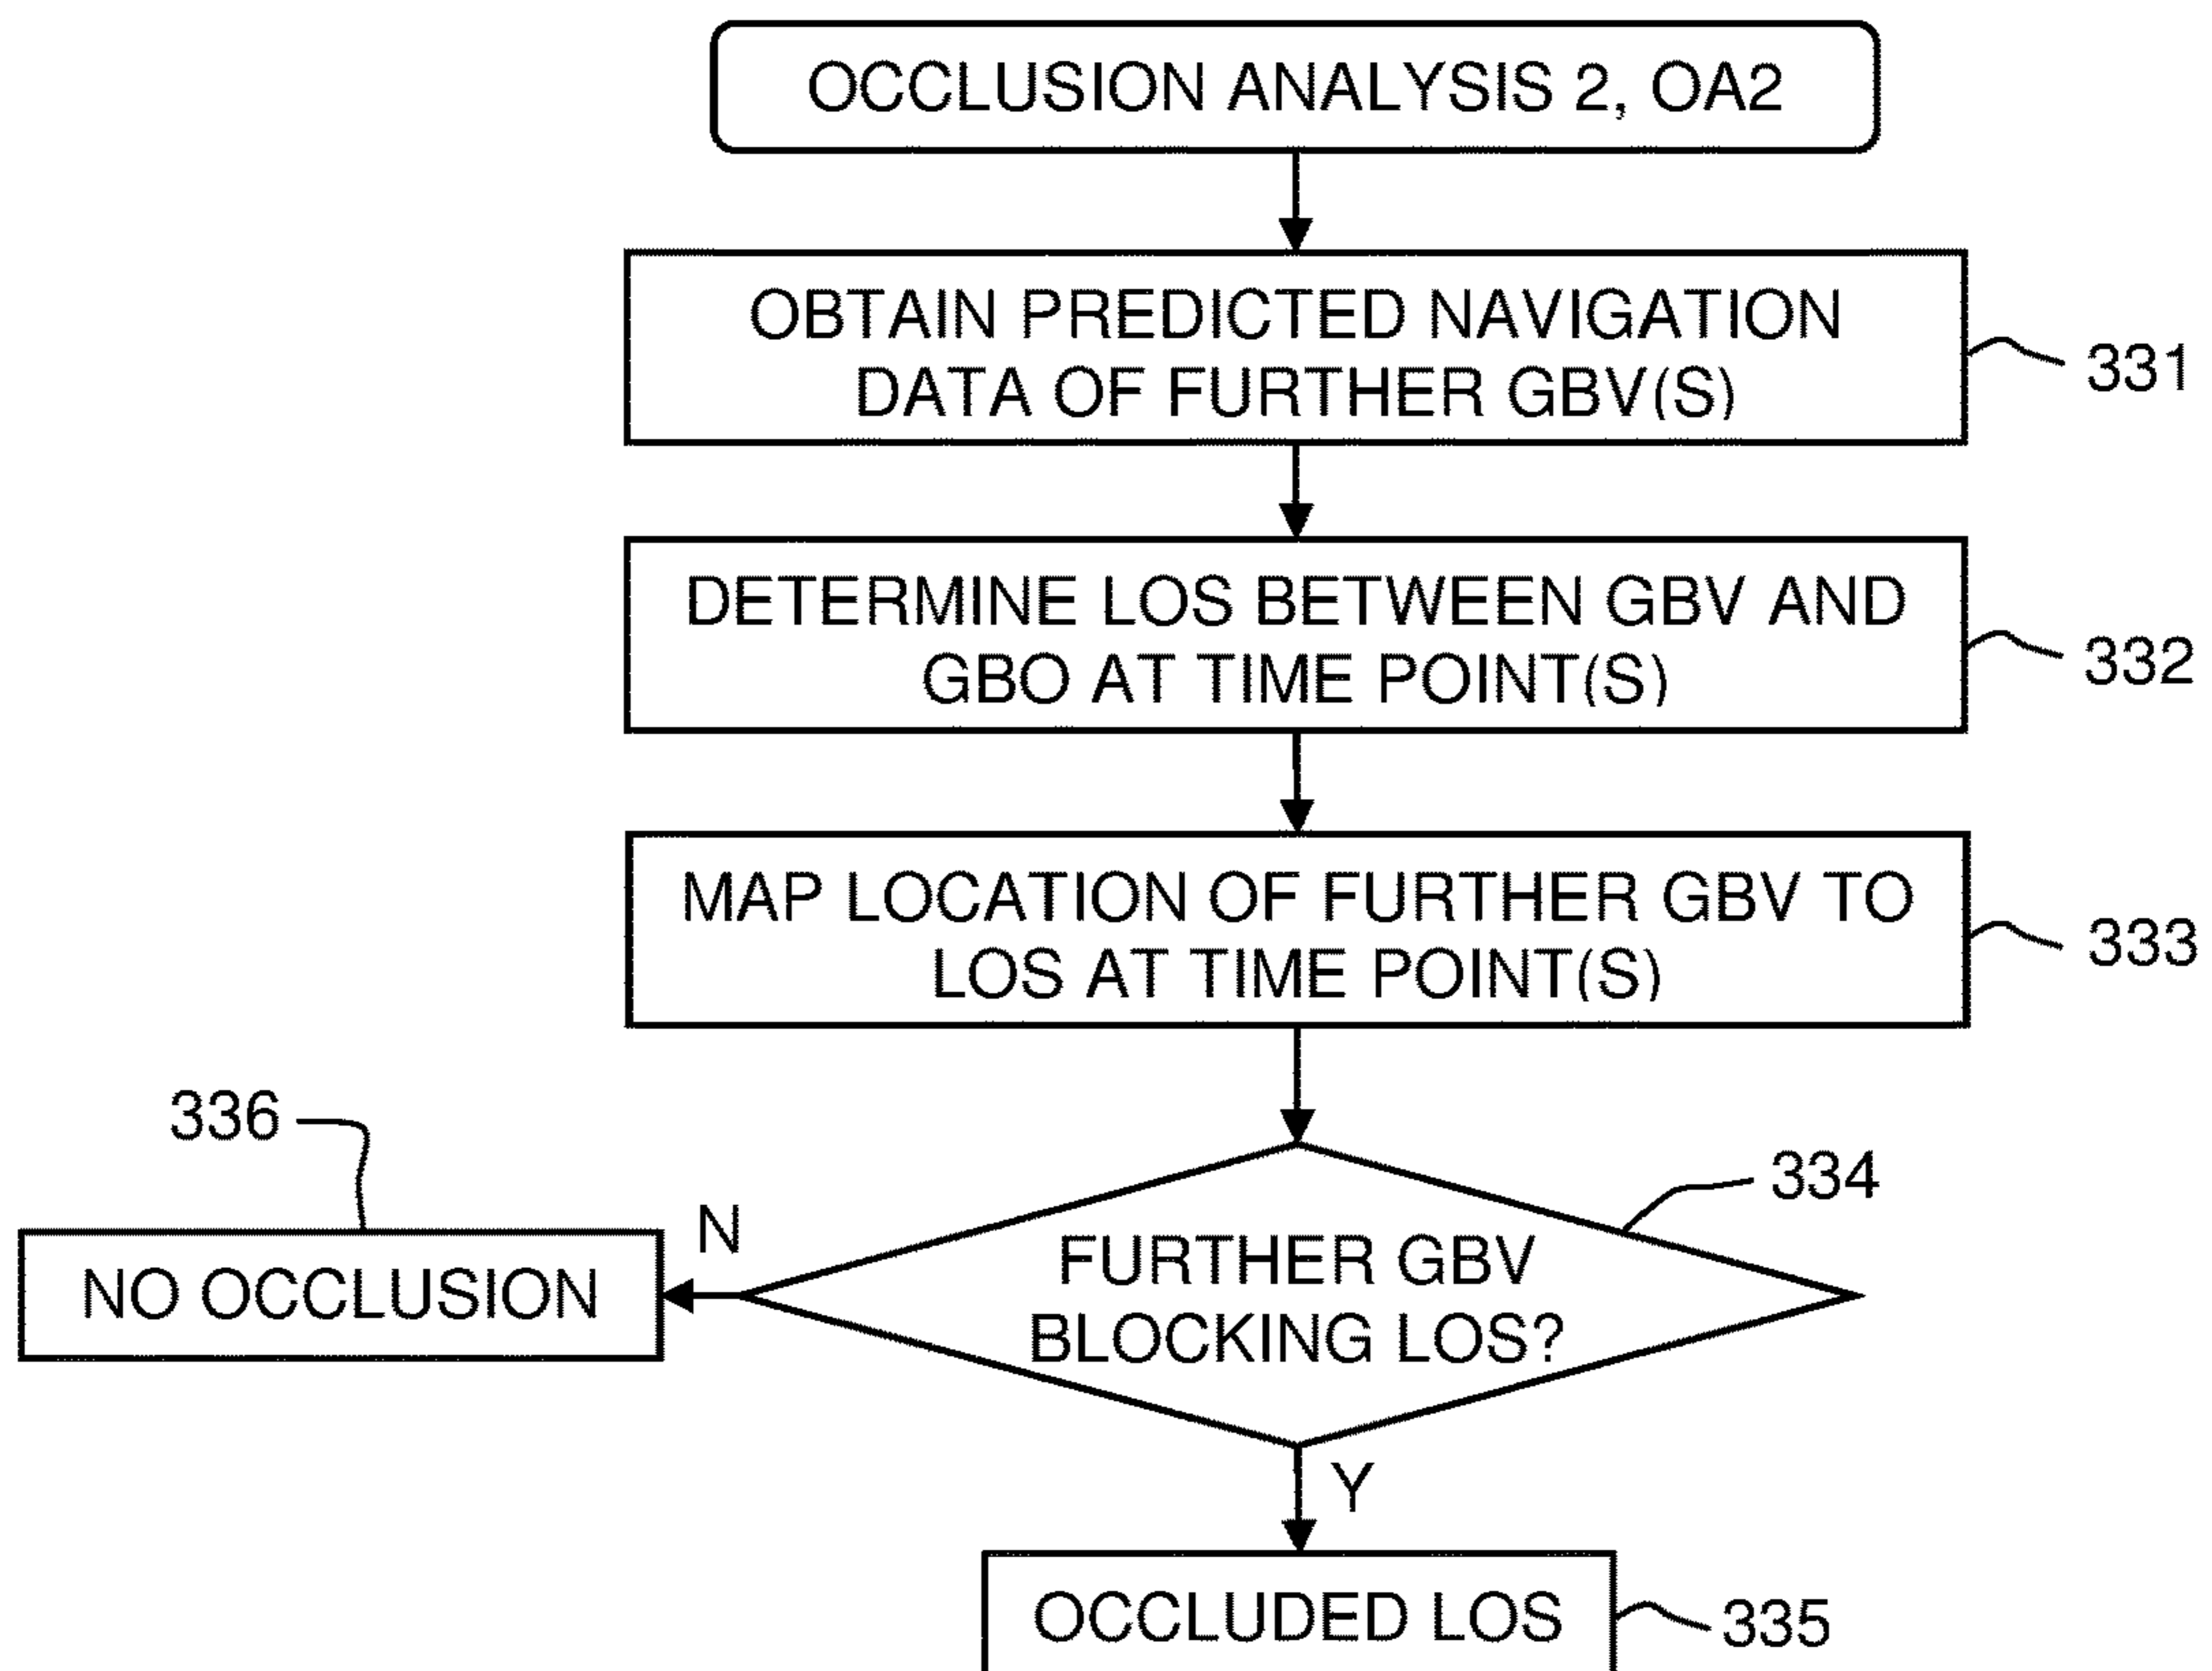 OCCLUSION ANALYSIS 2, OA2
OBTAIN PREDICTED NAVIGATION
DATA OF FURTHER GBV(S)
331
DETERMINE LOS BETWEEN GBV AND
GBO AT TIME POINT(S)
332
MAP LOCATION OF FURTHER GBV TO
LOS AT TIME POINT(S)
333
336
334
N
FURTHER GBV
BLOCKING LOS?
NO OCCLUSION
Y
OCCLUDED LOS
335